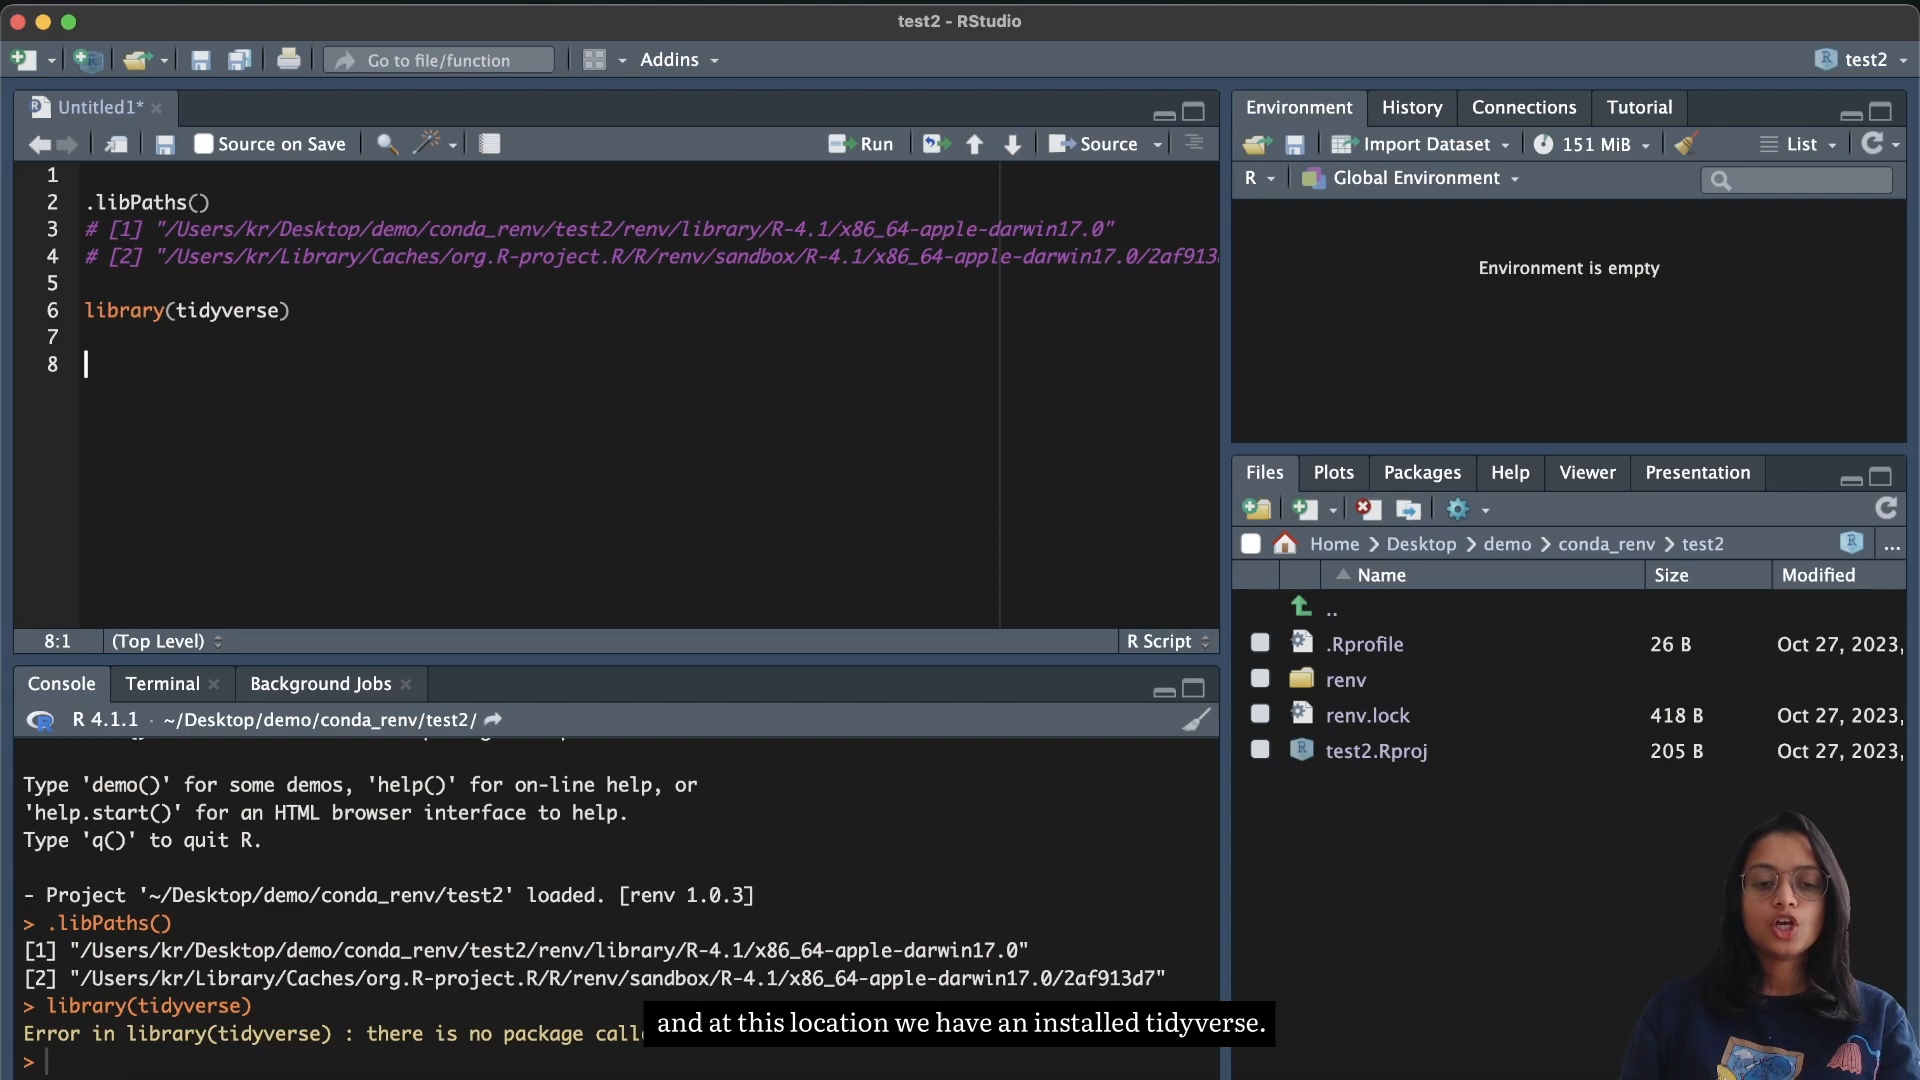 test2 - RStudio
Go to file/function
Addins
test2
Untitled1*
Source on Save
Run
Source
1
2 .libPaths()
3 # [1] "/Users/kr/Desktop/demo/conda_renv/test2/renv/library/R-4.1/x86_64-apple-darwin17.0"
4 # [2] "/Users/kr/Library/Caches/org.R-project.R/R/renv/sandbox/R-4.1/x86_64-apple-darwin17.0/2af913
5
6 library(tidyverse)
7
8
8:1 (Top Level) R Script
Console Terminal Background Jobs
R 4.1.1 · ~/Desktop/demo/conda_renv/test2/
Type 'demo()' for some demos, 'help()' for on-line help, or
'help.start()' for an HTML browser interface to help.
Type 'q()' to quit R.
- Project '~/Desktop/demo/conda_renv/test2' loaded. [renv 1.0.3]
> .libPaths()
[1] "/Users/kr/Desktop/demo/conda_renv/test2/renv/library/R-4.1/x86_64-apple-darwin17.0"
[2] "/Users/kr/Library/Caches/org.R-project.R/R/renv/sandbox/R-4.1/x86_64-apple-darwin17.0/2af913d7"
> library(tidyverse)
Error in library(tidyverse) : there is no package call
>
Environment History Connections Tutorial
Import Dataset 151 MiB List
R Global Environment
Environment is empty
Files Plots Packages Help Viewer Presentation
Home Desktop demo conda_renv test2 ...
Name Size Modified
..
.Rprofile 26 B Oct 27, 2023,
renv
renv.lock 418 B Oct 27, 2023,
test2.Rproj 205 B Oct 27, 2023,
and at this location we have an installed tidyverse.